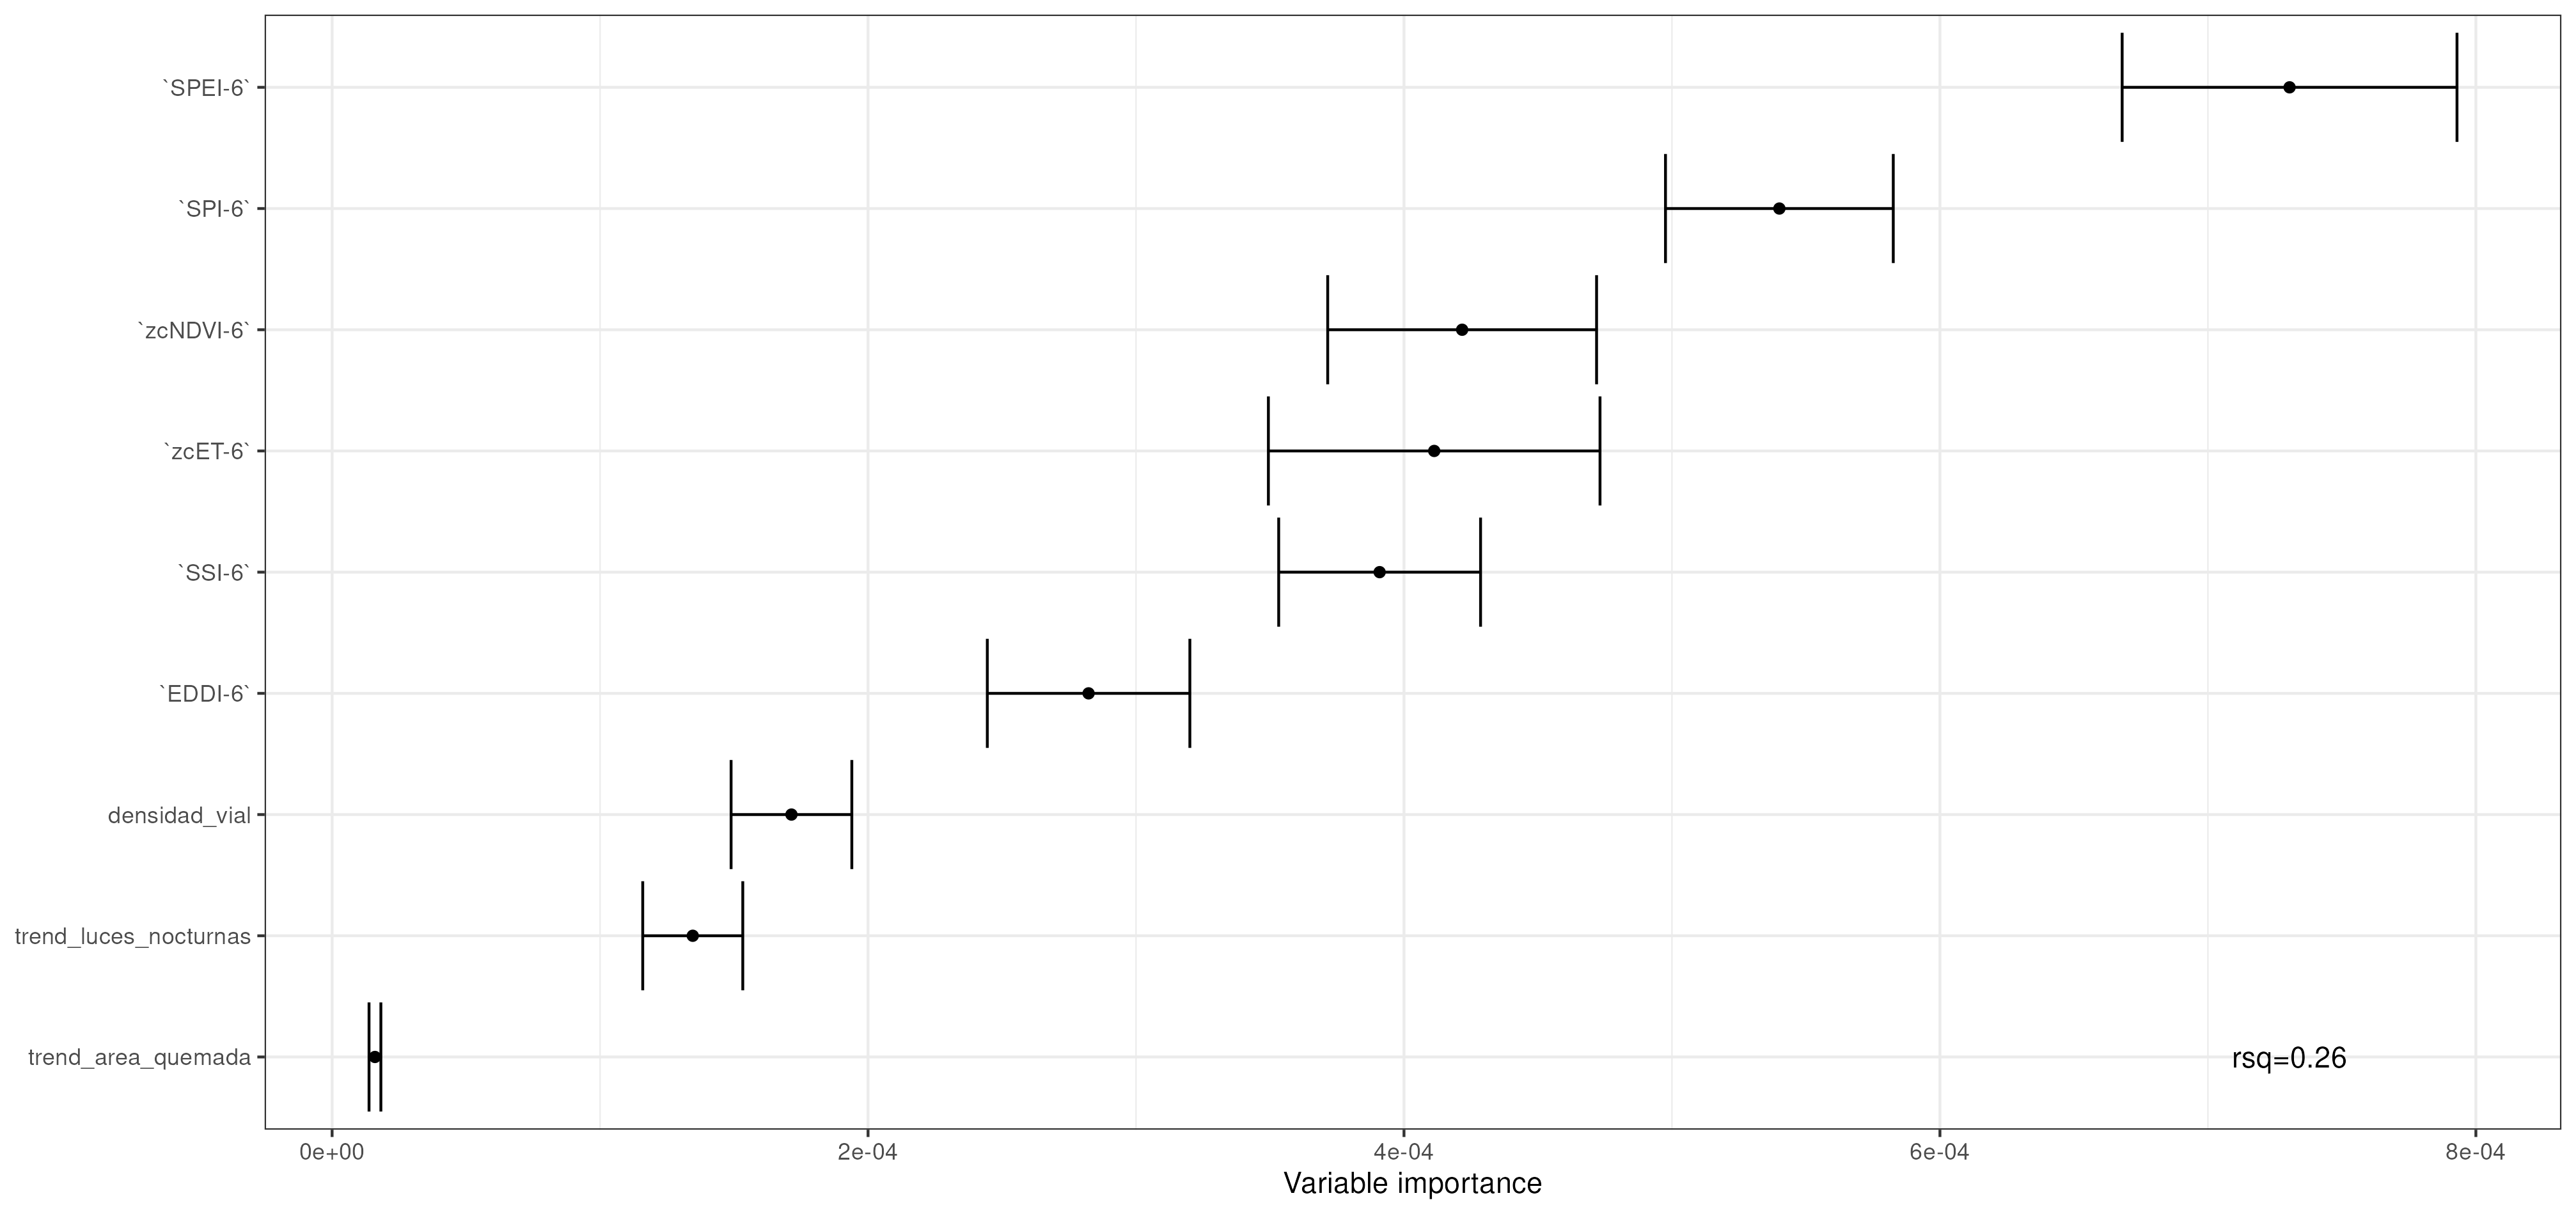 `SPEI-6`
`SPI-6`
`zcNDVI-6`
`zcET-6`
`SSI-6`
`EDDI-6`
densidad_vial
trend_luces_nocturnas
trend_area_quemada
rsq=0.26
0e+00 2e-04 4e-04 6e-04 8e-04
Variable importance